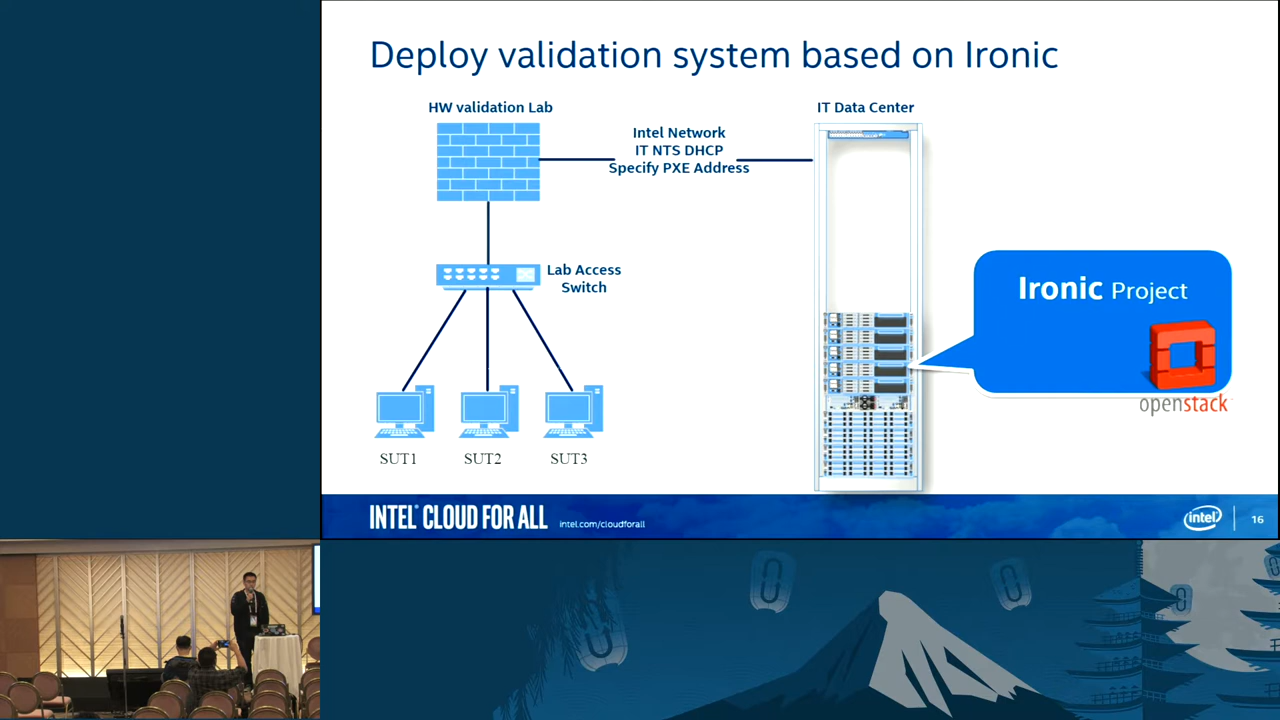 Deploy validation system based on Ironic
HW validation Lab
IT Data Center
Intel Network
IT NTS DHCP
Specify PXE Address
Lab Access
Switch
Ironic Project
openstack
SUT1
SUT2
SUT3
INTEL® CLOUD FOR ALL
intel.com/cloudforall
intel
16